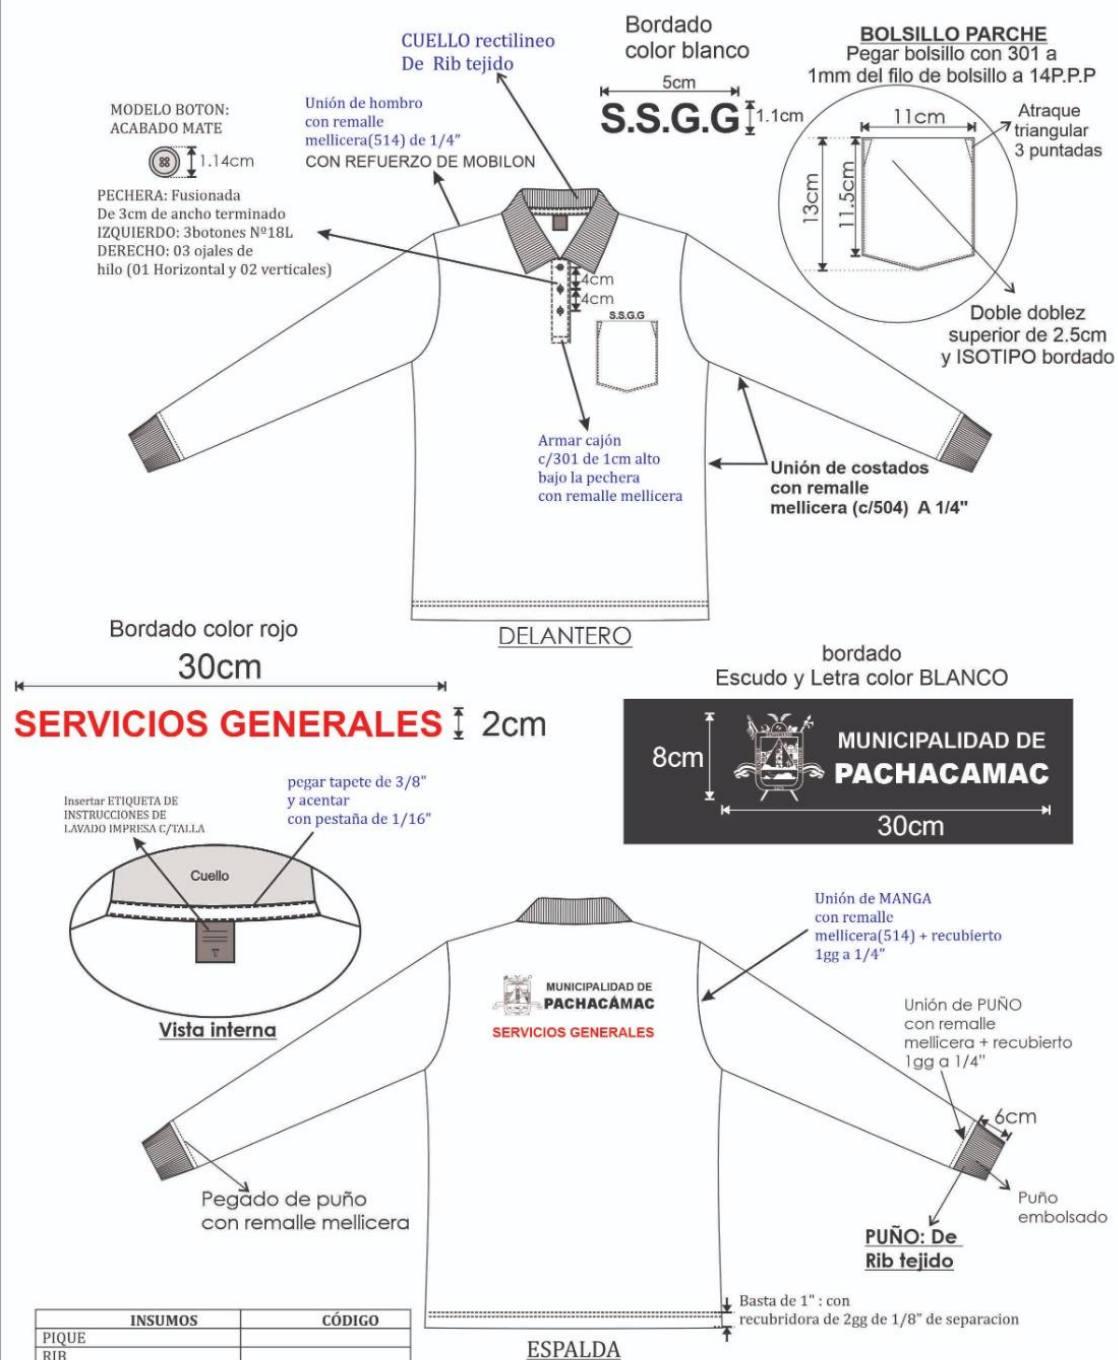 CUELLO rectilineo
De Rib tejido
Bordado
color blanco
5cm
S.S.G.G
1.1cm
BOLSILLO PARCHE
Pegar bolsillo con 301 a
1mm del filo de bolsillo a 14P.P.P
11cm
13cm
11.5cm
Atraque
triangular
3 puntadas
Doble doblez
superior de 2.5cm
y ISOTIPO bordado
MODELO BOTON:
ACABADO MATE
1.14cm
Unión de hombro
con remalle
mellicera(514) de 1/4"
CON REFUERZO DE MOBILON
PECHERA: Fusionada
De 3cm de ancho terminado
IZQUIERDO: 3botones Nº18L
DERECHO: 03 ojales de
hilo (01 Horizontal y 02 verticales)
4cm
4cm
S.S.G.G
Armar cajón
c/301 de 1cm alto
bajo la pechera
con remalle mellicera
Unión de costados
con remalle
mellicera (c/504) A 1/4"
DELANTERO
Bordado color rojo
30cm
SERVICIOS GENERALES
2cm
bordado
Escudo y Letra color BLANCO
8cm
MUNICIPALIDAD DE
PACHACAMAC
30cm
Insertar ETIQUETA DE
INSTRUCCIONES DE
LAVADO IMPRESA C/TALLA
pegar tapete de 3/8"
y acentar
con pestaña de 1/16"
Cuello
Vista interna
MUNICIPALIDAD DE
PACHACÁMAC
SERVICIOS GENERALES
Unión de MANGA
con remalle
mellicera(514) + recubierto
1gg a 1/4"
Unión de PUÑO
con remalle
mellicera + recubierto
1gg a 1/4"
6cm
Puño
embolsado
PUÑO: De
Rib tejido
Pegado de puño
con remalle mellicera
Basta de 1" : con
recubridora de 2gg de 1/8" de separacion
ESPALDA
INSUMOS CÓDIGO
PIQUE
RIB